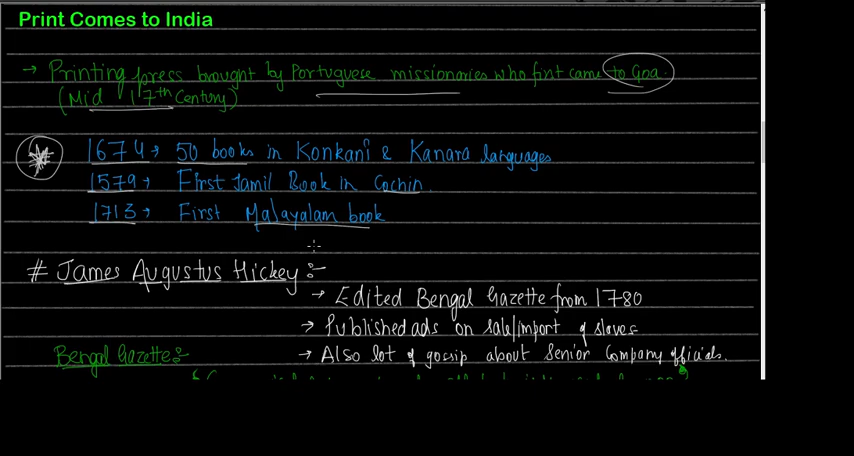 Print Comes to India
→ Printing press brought by Portuguese missionaries who first came to Goa.
(Mid 17th Century)
1674 → 50 books in Konkani & Kanara languages
1579 → First Tamil Book in Cochin
1713 → First Malayalam book
# James Augustus Hickey :-
→ Edited Bengal Gazette from 1780
→ Published ads on sale/import of slaves
→ Also lot of gossip about Senior Company officials.
Bengal Gazette :-